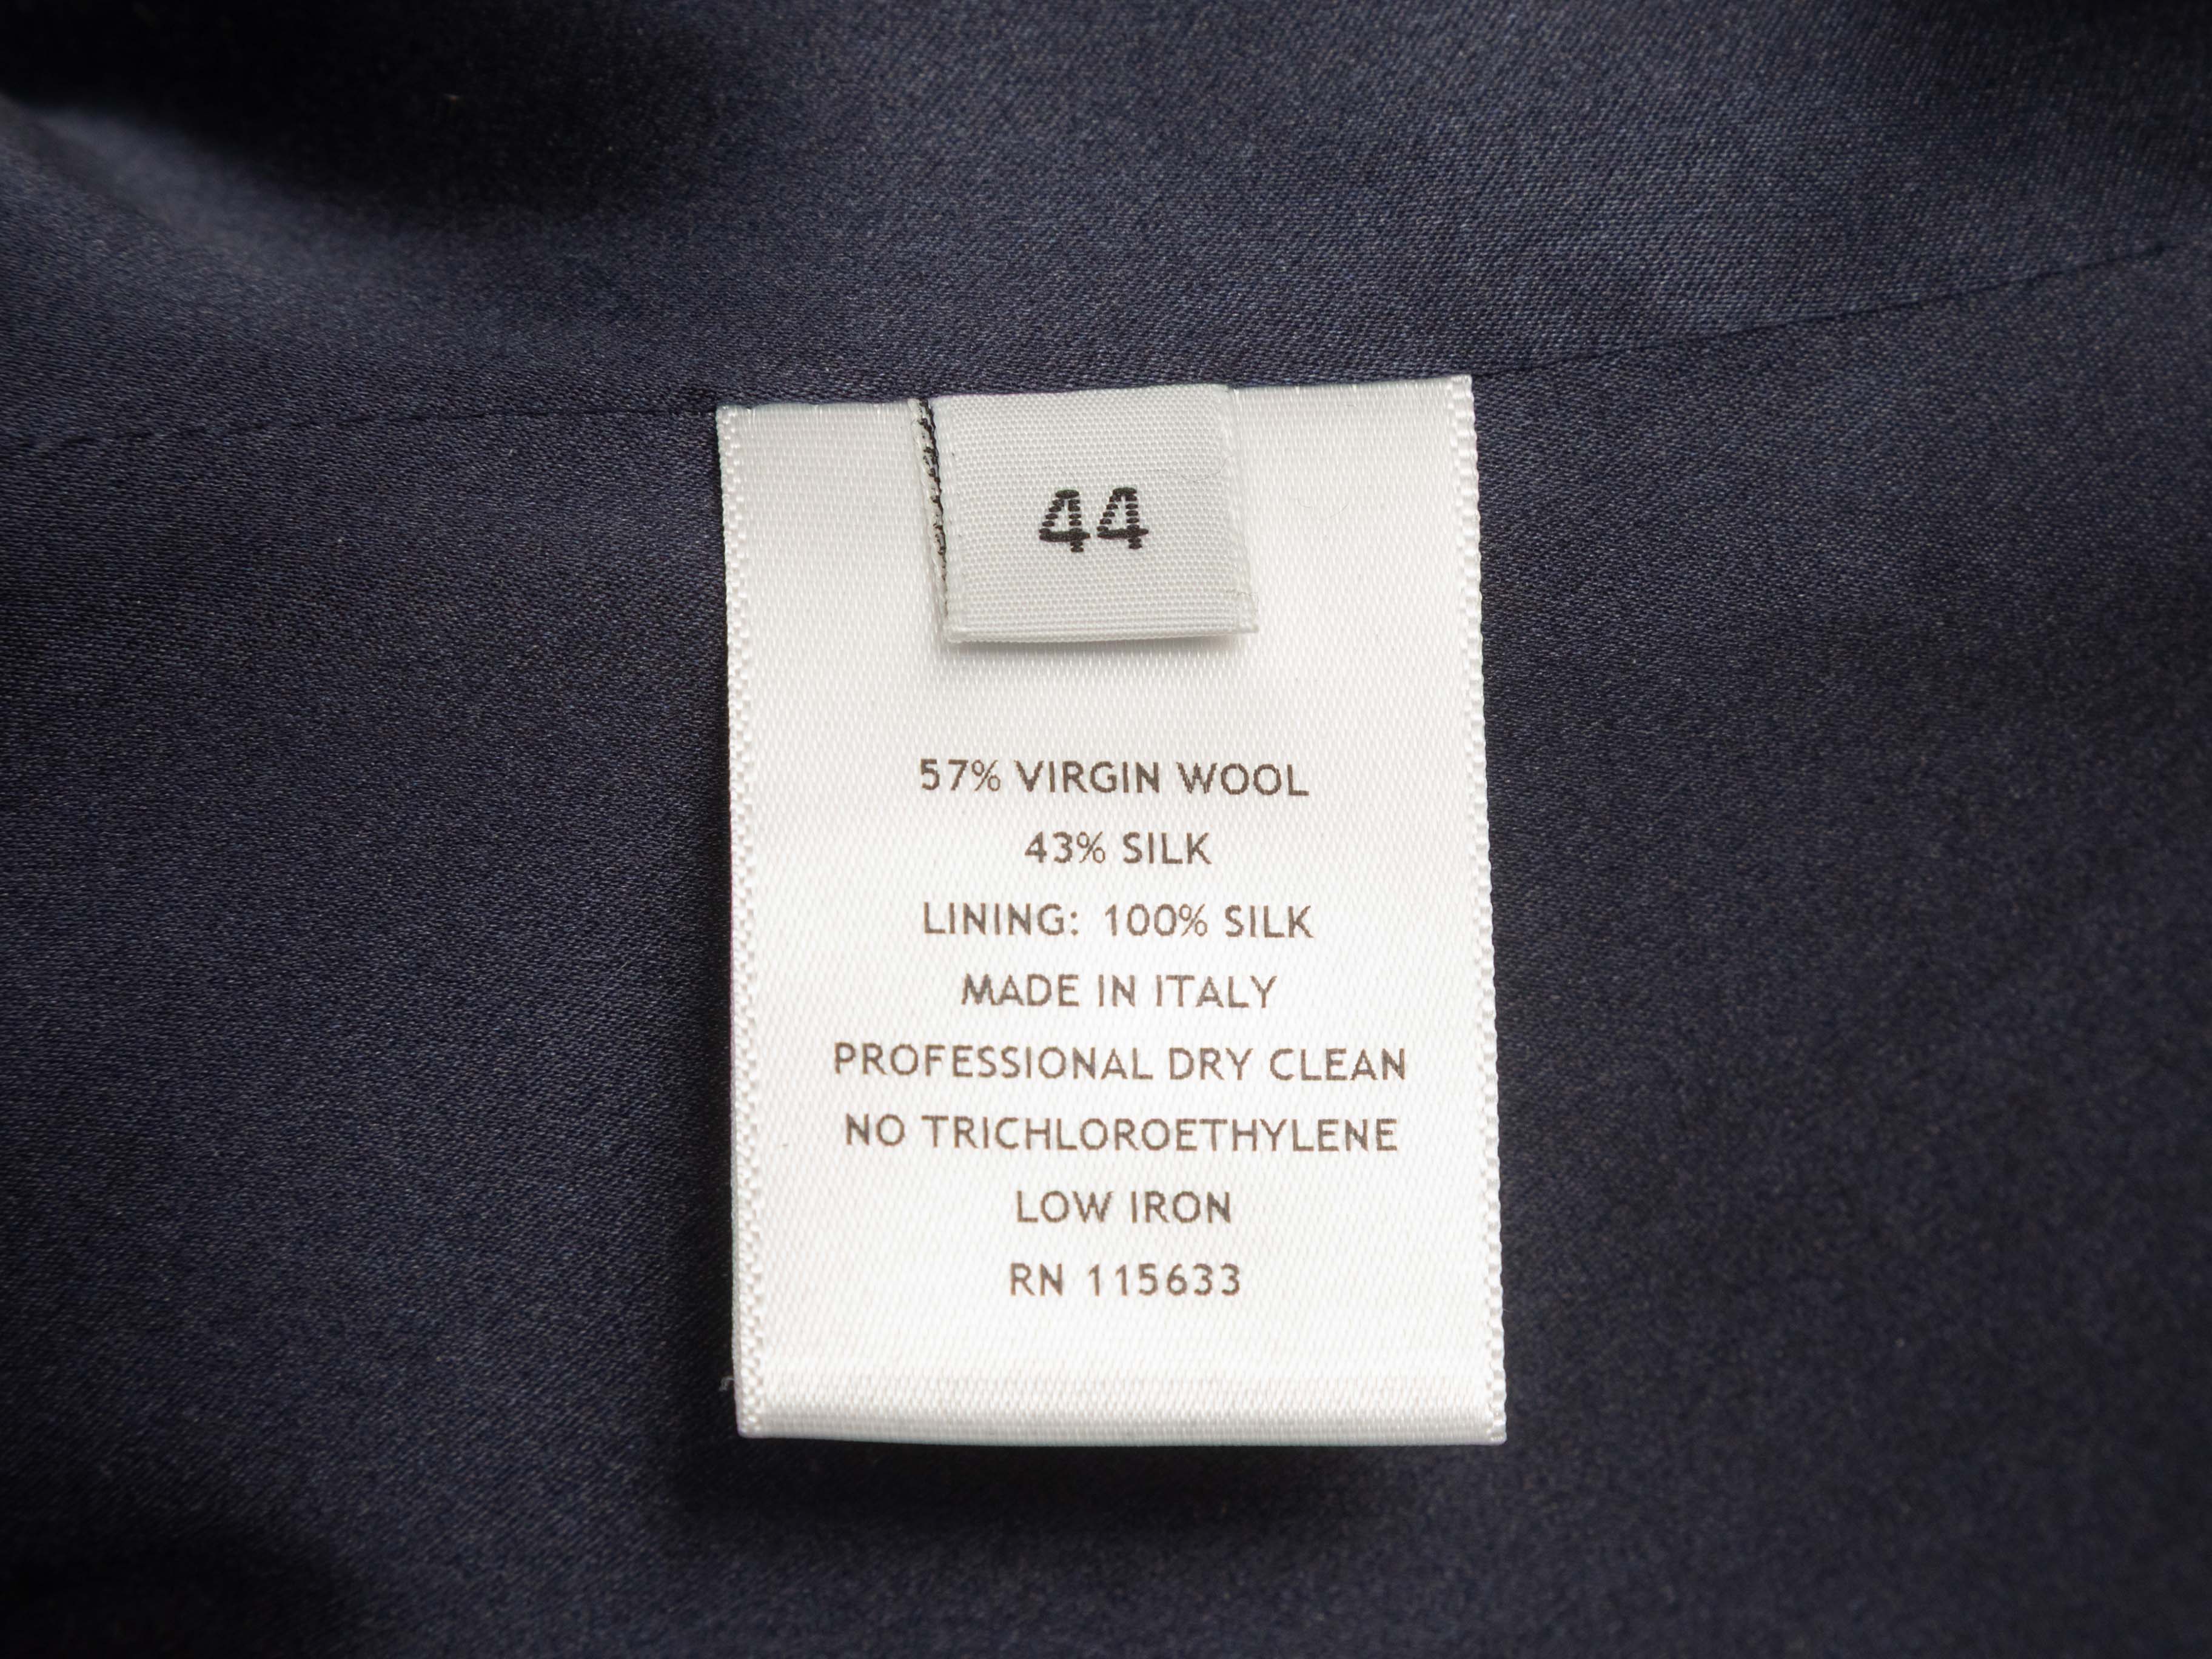 44
57% VIRGIN WOOL
43% SILK
LINING: 100% SILK
MADE IN ITALY
PROFESSIONAL DRY CLEAN
NO TRICHLOROETHYLENE
LOW IRON
RN 115633